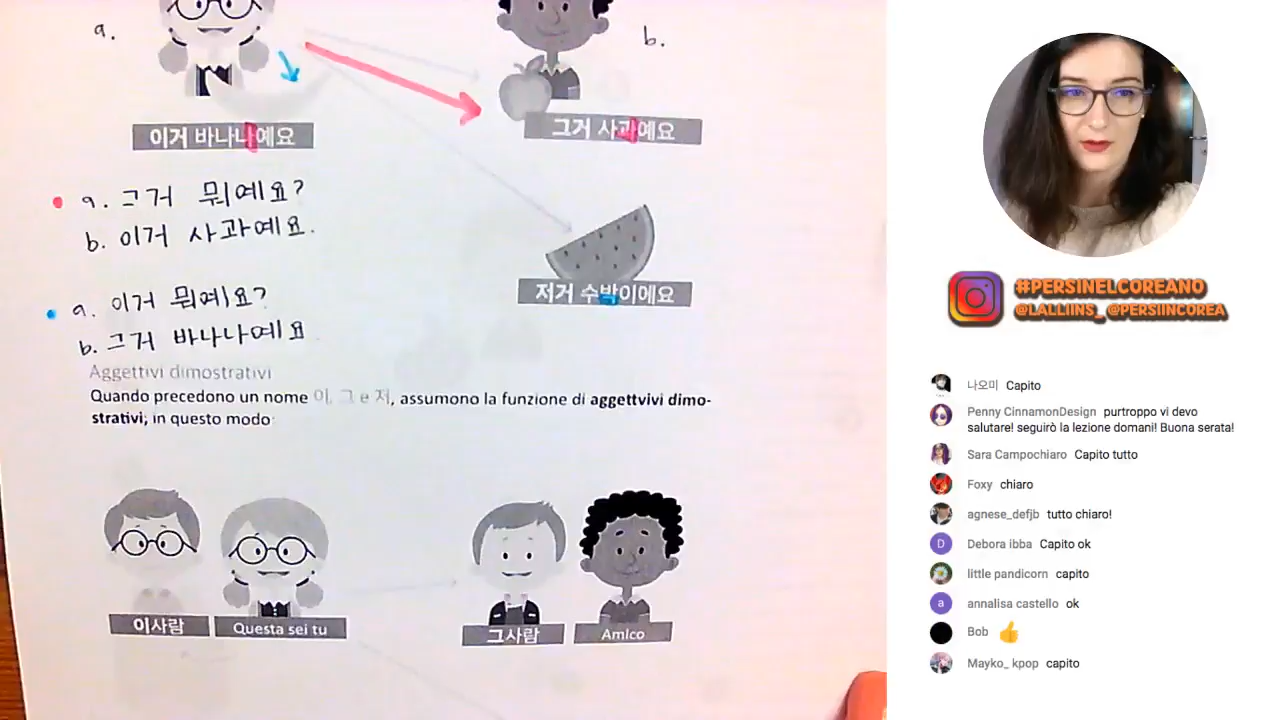 a.
b.
이거 바나나예요
그거 사과예요
a. 그거 뭐예요?
b. 이거 사과예요.
저거 수박이에요
a. 이거 뭐예요?
b. 그거 바나나예요
Aggettivi dimostrativi
Quando precedono un nome 이, 그 e 저, assumono la funzione di aggettvivi dimo-
strativi; in questo modo
이사람
Questa sei tu
그사람
Amico
#PERSINELCOREANO
@LALLIINS_ @PERSIINCOREA
나오미 Capito
Penny CinnamonDesign purtroppo vi devo
salutare! seguirò la lezione domani! Buona serata!
Sara Campochiaro Capito tutto
Foxy chiaro
agnese_defjb tutto chiaro!
D Debora ibba Capito ok
little pandicorn capito
a annalisa castello ok
Bob 👍
Mayko_ kpop capito